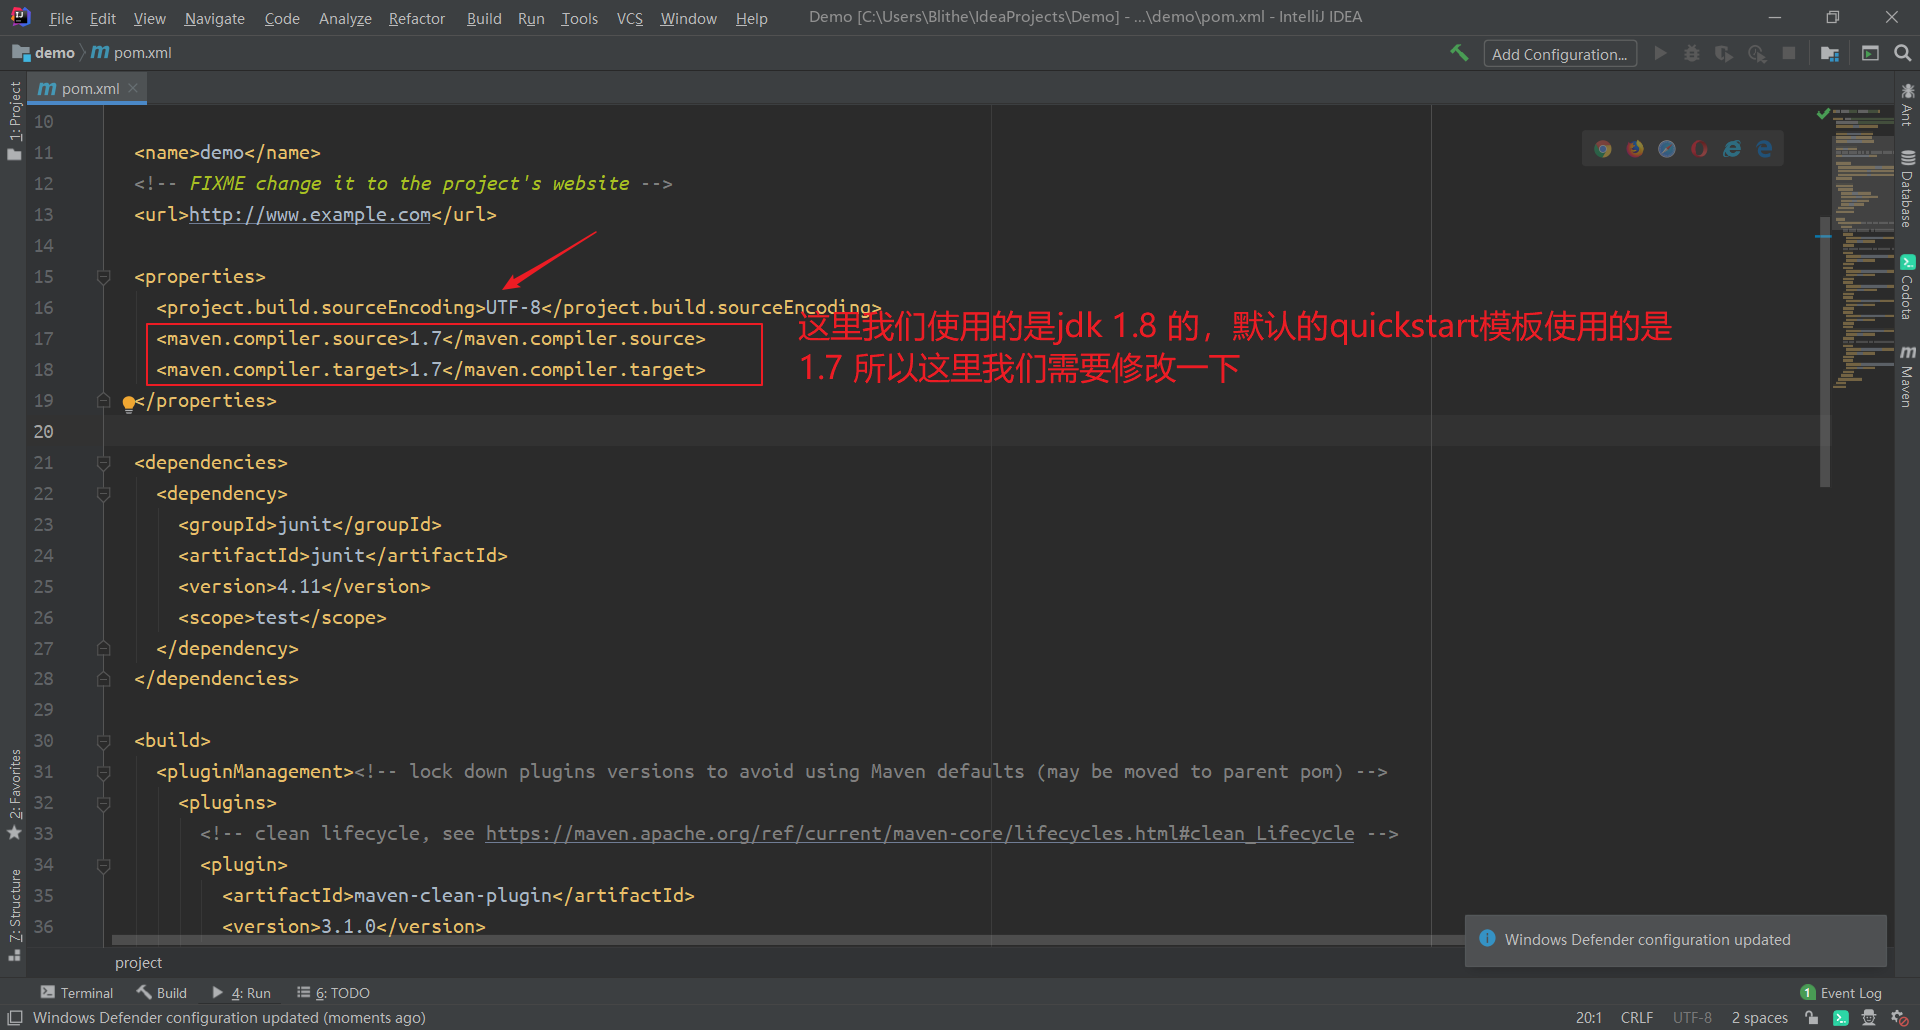 File Edit View Navigate Code Analyze Refactor Build Run Tools VCS Window Help Demo [C:\Users\Blithe\IdeaProjects\Demo] - ...\demo\pom.xml - IntelliJ IDEA
demo m pom.xml Add Configuration...
m pom.xml
1: Project
10
11 <name>demo</name>
12 <!-- FIXME change it to the project's website -->
13 <url>http://www.example.com</url>
14
15 <properties>
16 <project.build.sourceEncoding>UTF-8</project.build.sourceEncoding>
17 <maven.compiler.source>1.7</maven.compiler.source>
18 <maven.compiler.target>1.7</maven.compiler.target>
这里我们使用的是jdk 1.8 的，默认的quickstart模板使用的是
1.7 所以这里我们需要修改一下
19 </properties>
20
21 <dependencies>
22 <dependency>
23 <groupId>junit</groupId>
24 <artifactId>junit</artifactId>
25 <version>4.11</version>
26 <scope>test</scope>
27 </dependency>
28 </dependencies>
29
30 <build>
31 <pluginManagement><!-- lock down plugins versions to avoid using Maven defaults (may be moved to parent pom) -->
32 <plugins>
33 <!-- clean lifecycle, see https://maven.apache.org/ref/current/maven-core/lifecycles.html#clean_Lifecycle -->
34 <plugin>
35 <artifactId>maven-clean-plugin</artifactId>
36 <version>3.1.0</version>
Ant
Database
Codota
m Maven
2: Favorites
Z: Structure
Windows Defender configuration updated
project
Terminal Build 4: Run 6: TODO 1 Event Log
Windows Defender configuration updated (moments ago) 20:1 CRLF UTF-8 2 spaces